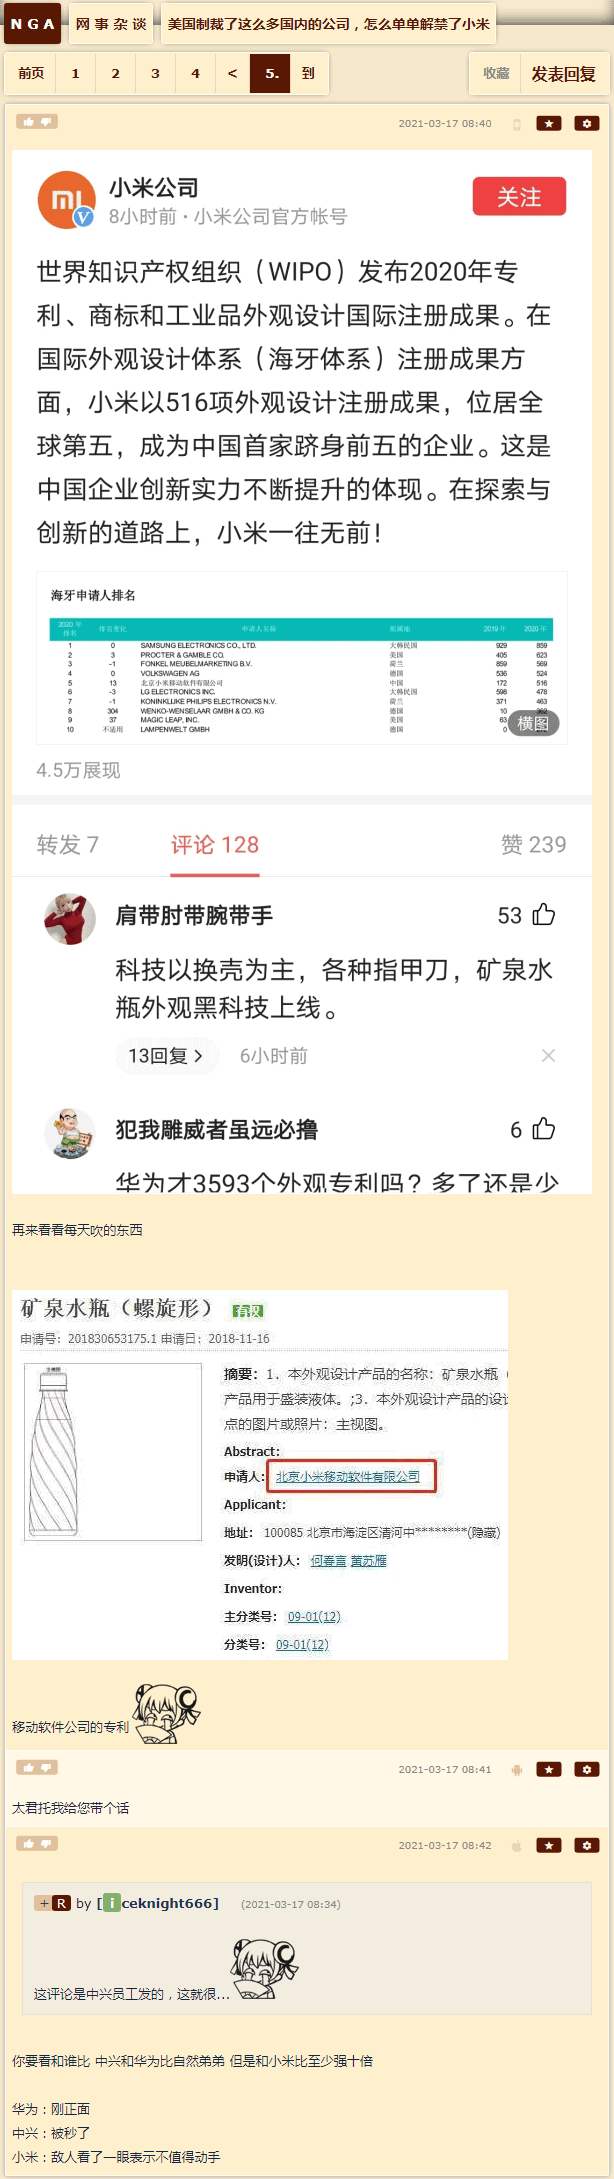 NGA 网事杂谈 美国制裁了这么多国内的公司，怎么单单解禁了小米
前页 1 2 3 4 < 5. 到 收藏 发表回复
2021-03-17 08:40
小米公司
8小时前·小米公司官方帐号
关注
世界知识产权组织（WIPO）发布2020年专
利、商标和工业品外观设计国际注册成果。在
国际外观设计体系（海牙体系）注册成果方
面，小米以516项外观设计注册成果，位居全
球第五，成为中国首家跻身前五的企业。这是
中国企业创新实力不断提升的体现。在探索与
创新的道路上，小米一往无前！
海牙申请人排名
2020年排名 排名变化 申请人名称 原属地 2019年 2020年
1 0 SAMSUNG ELECTRONICS CO., LTD. 大韩民国 929 859
2 3 PROCTER & GAMBLE CO. 美国 405 623
3 -1 FONKEL MEUBELMARKETING B.V. 荷兰 859 569
4 0 VOLKSWAGEN AG 德国 536 524
5 13 北京小米移动软件有限公司 中国 172 516
6 -3 LG ELECTRONICS INC. 大韩民国 598 478
7 -1 KONINKLIJKE PHILIPS ELECTRONICS N.V. 荷兰 371 463
8 304 WENKO-WENSELAAR GMBH & CO. KG 德国 10 362
9 37 MAGIC LEAP, INC. 美国 63
10 不适用 LAMPENWELT GMBH 德国 0
横图
4.5万展现
转发 7 评论 128 赞 239
肩带肘带腕带手 53
科技以换壳为主，各种指甲刀，矿泉水
瓶外观黑科技上线。
13回复 > 6小时前
犯我雕威者虽远必撸 6
华为才3593个外观专利吗？多了还是少
再来看看每天吹的东西
矿泉水瓶（螺旋形） 有权
申请号：201830653175.1 申请日：2018-11-16
主视图
摘要：1．本外观设计产品的名称：矿泉水瓶（
产品用于盛装液体。;3．本外观设计产品的设计
点的图片或照片：主视图。
Abstract:
申请人：北京小米移动软件有限公司
Applicant:
地址： 100085 北京市海淀区清河中********(隐藏)
发明(设计)人： 何春富 黄苏雁
Inventor:
主分类号： 09-01(12)
分类号： 09-01(12)
移动软件公司的专利
2021-03-17 08:41
太君托我给您带个话
2021-03-17 08:42
+ R by [iceknight666] (2021-03-17 08:34)
这评论是中兴员工发的，这就很...
你要看和谁比 中兴和华为比自然弟弟 但是和小米比至少强十倍
华为：刚正面
中兴：被秒了
小米：敌人看了一眼表示不值得动手